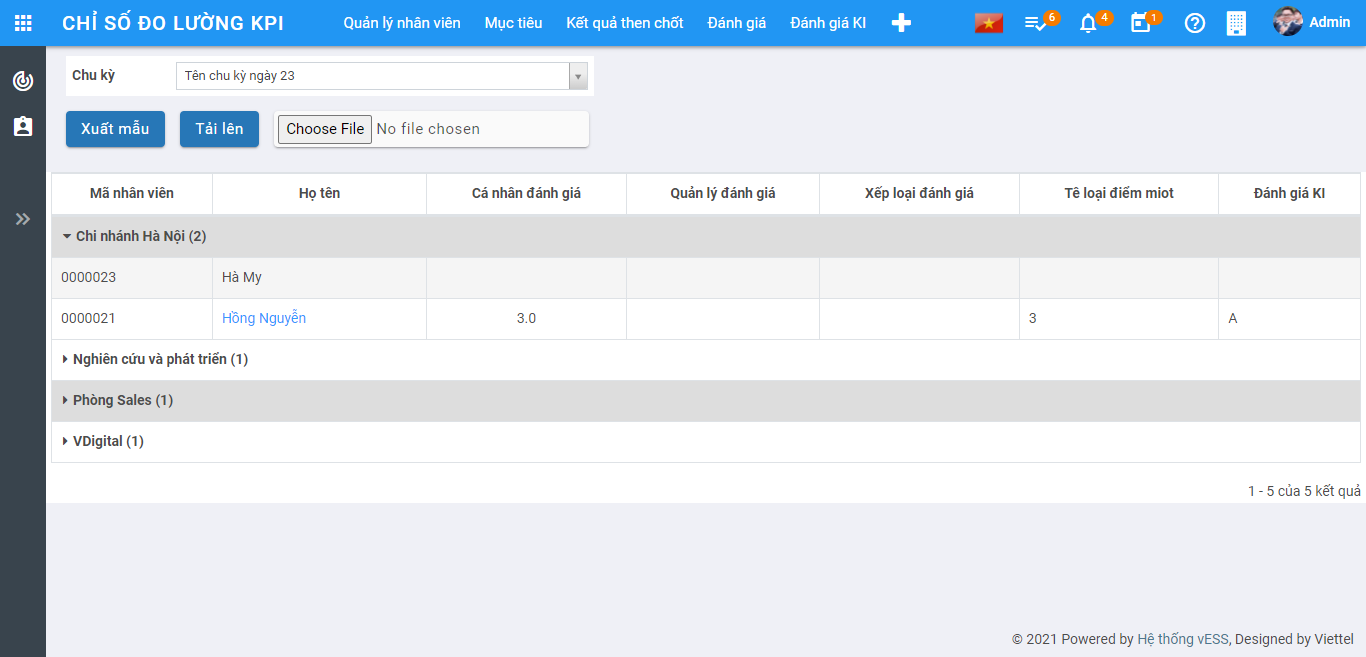 CHỈ SỐ ĐO LƯỜNG KPI Quản lý nhân viên Mục tiêu Kết quả then chốt Đánh giá Đánh giá KI 6 4 1 Admin
Chu kỳ Tên chu kỳ ngày 23
Xuất mẫu Tải lên Choose File No file chosen
Mã nhân viên Họ tên Cá nhân đánh giá Quản lý đánh giá Xếp loại đánh giá Tê loại điểm miot Đánh giá KI
Chi nhánh Hà Nội (2)
0000023 Hà My
0000021 Hồng Nguyễn 3.0 3 A
Nghiên cứu và phát triển (1)
Phòng Sales (1)
VDigital (1)
1 - 5 của 5 kết quả
© 2021 Powered by Hệ thống vESS, Designed by Viettel